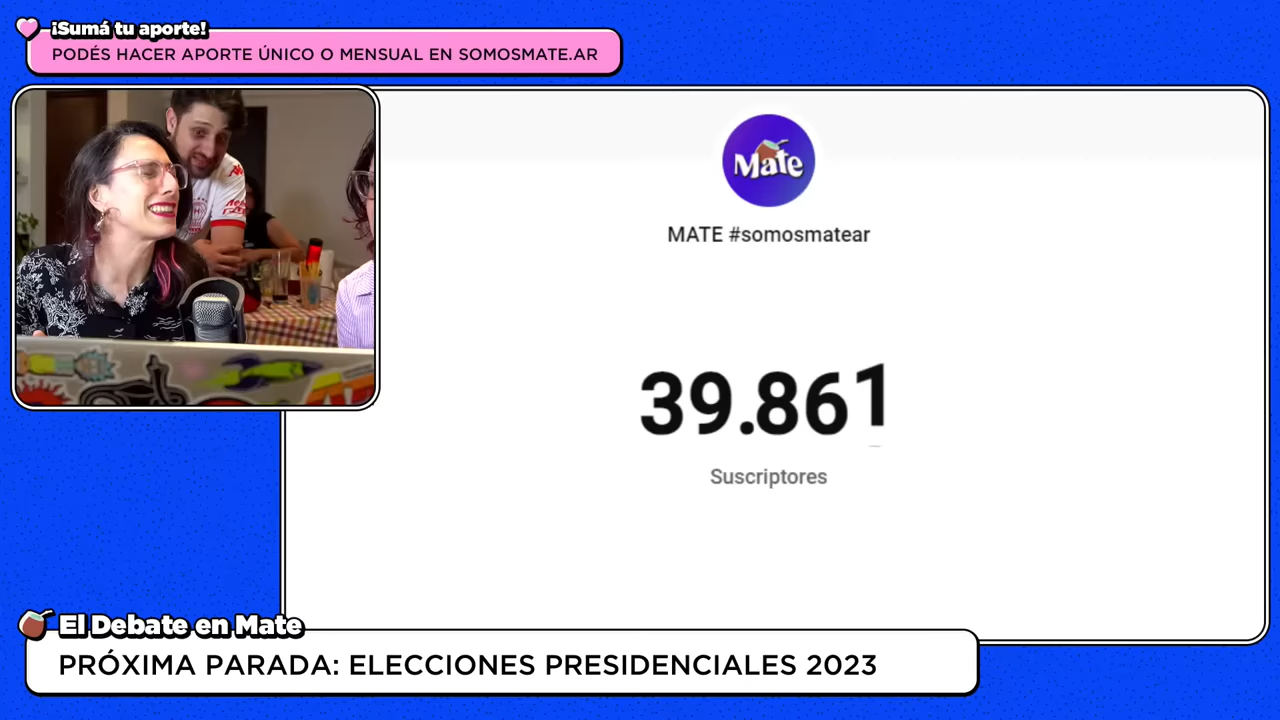 ¡Sumá tu aporte!
PODÉS HACER APORTE ÚNICO O MENSUAL EN SOMOSMATE.AR
Mate
MATE #somosmatear
39.861
Suscriptores
El Debate en Mate
PRÓXIMA PARADA: ELECCIONES PRESIDENCIALES 2023